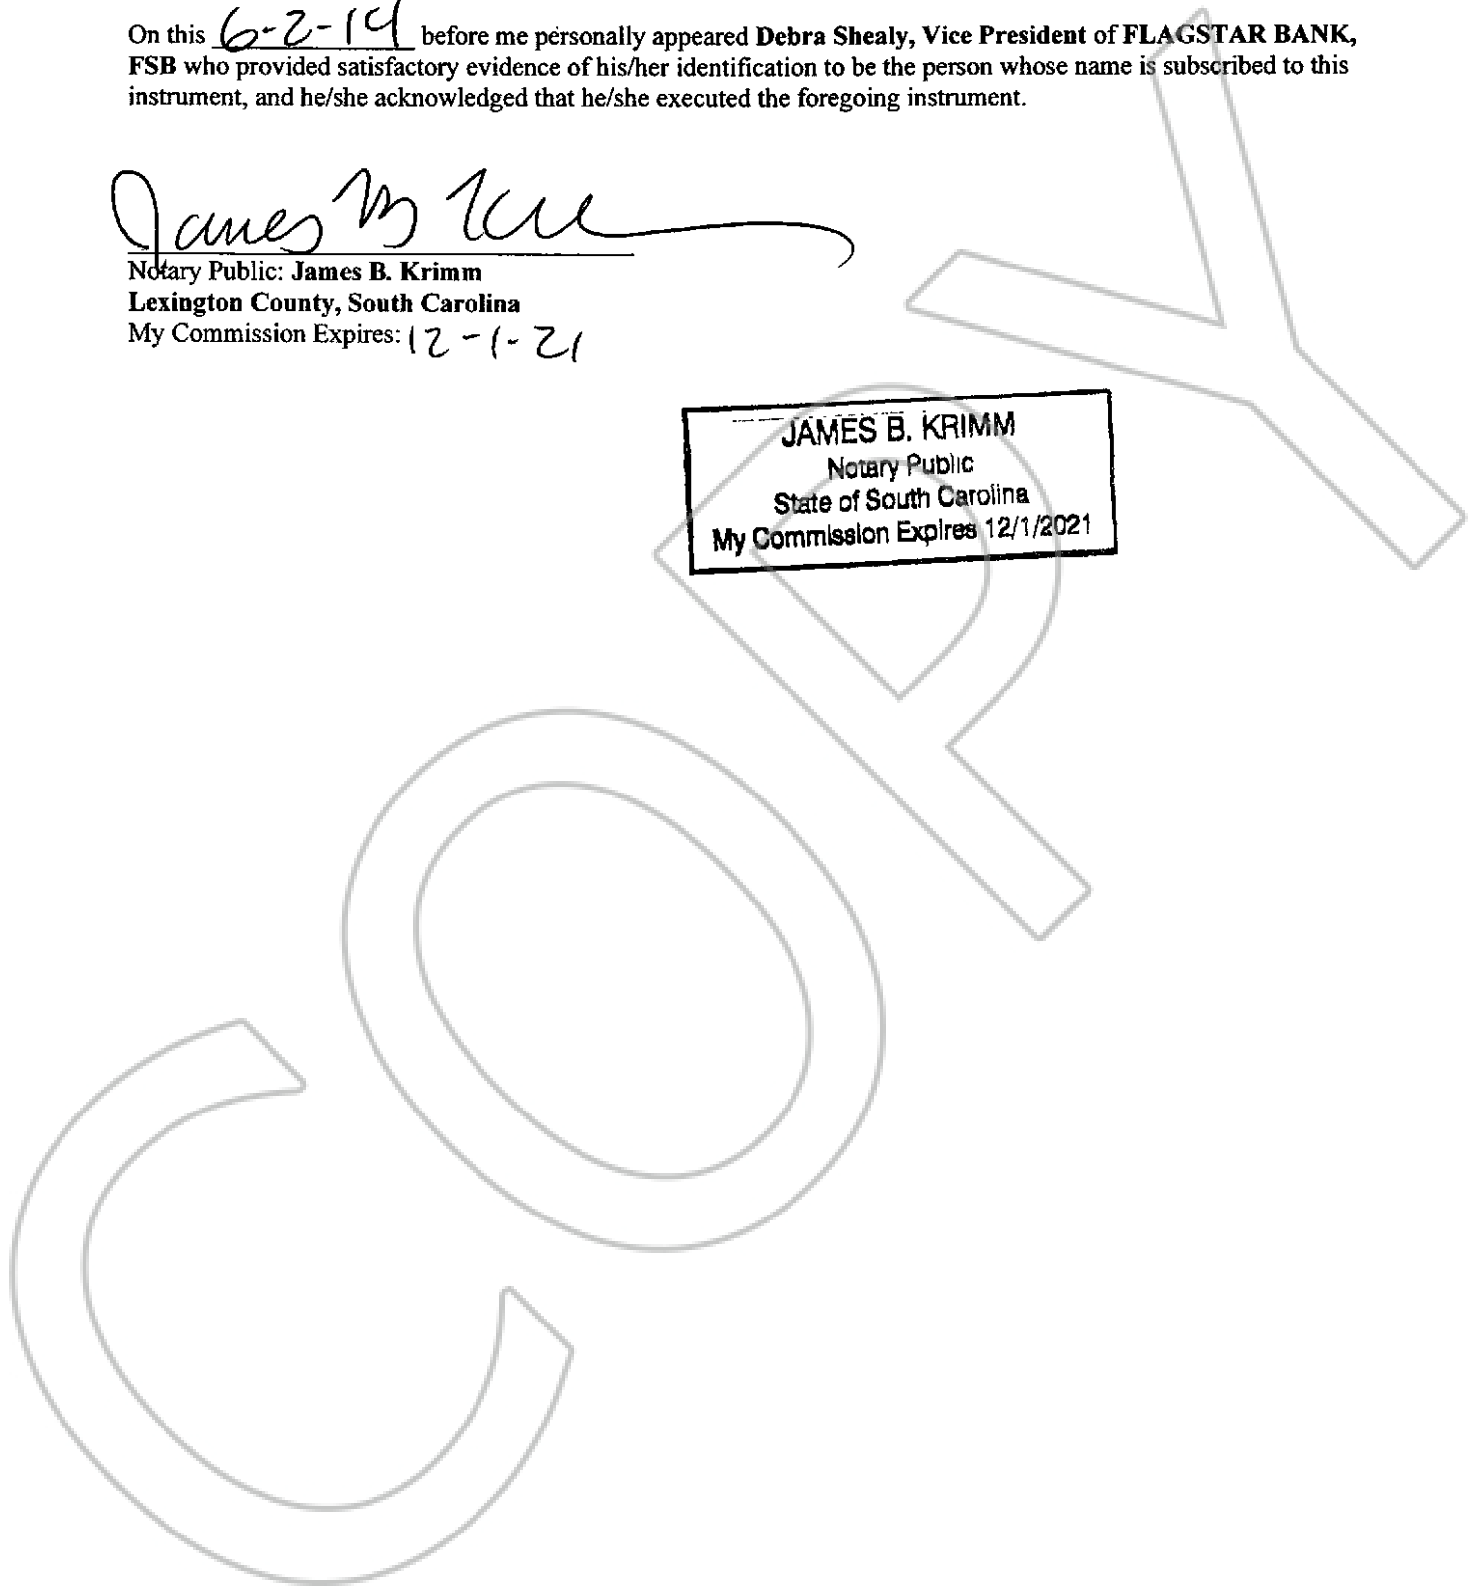 On this 6-2-14 before me personally appeared Debra Shealy, Vice President of FLAGSTAR BANK,
FSB who provided satisfactory evidence of his/her identification to be the person whose name is subscribed to this
instrument, and he/she acknowledged that he/she executed the foregoing instrument.
James B Kr
Notary Public: James B. Krimm
Lexington County, South Carolina
My Commission Expires: 12-1-21
JAMES B. KRIMM
Notary Public
State of South Carolina
My Commission Expires 12/1/2021
COPY